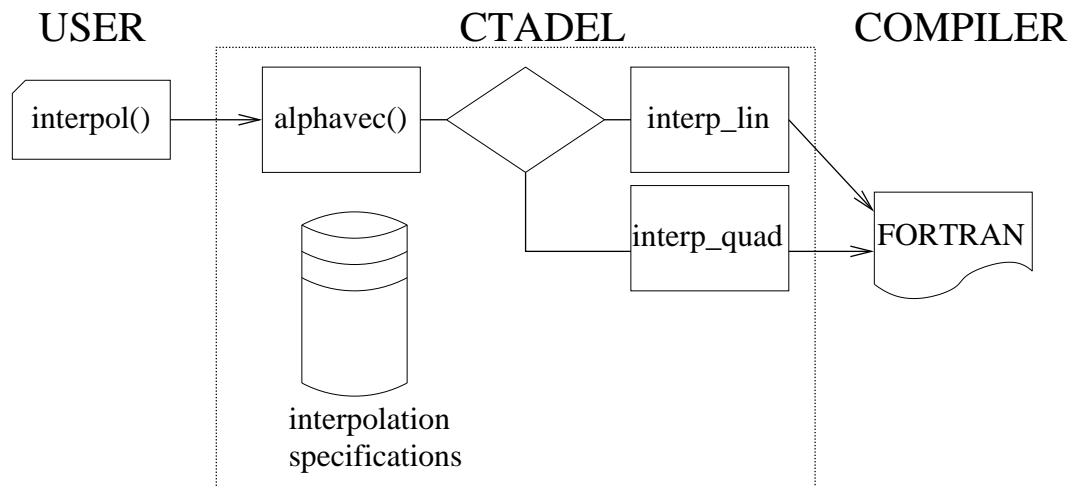 USER
CTADEL
COMPILER
interpol()
alphavec()
interp_lin
interp_quad
FORTRAN
interpolation
specifications